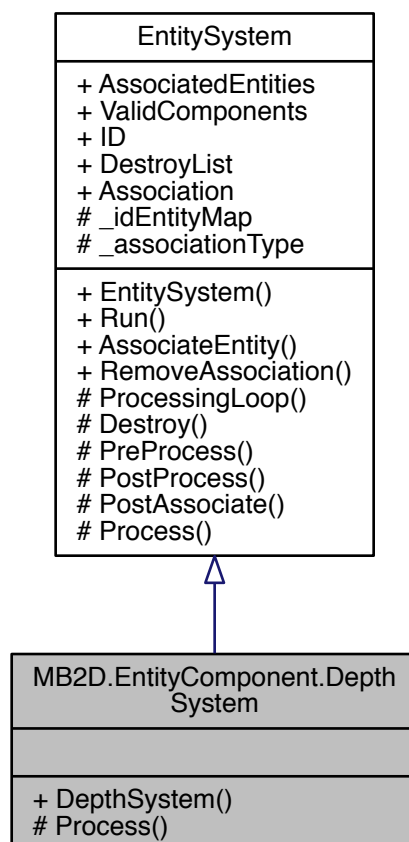 EntitySystem
+ AssociatedEntities
+ ValidComponents
+ ID
+ DestroyList
+ Association
# _idEntityMap
# _associationType
+ EntitySystem()
+ Run()
+ AssociateEntity()
+ RemoveAssociation()
# ProcessingLoop()
# Destroy()
# PreProcess()
# PostProcess()
# PostAssociate()
# Process()
MB2D.EntityComponent.Depth
System
+ DepthSystem()
# Process()